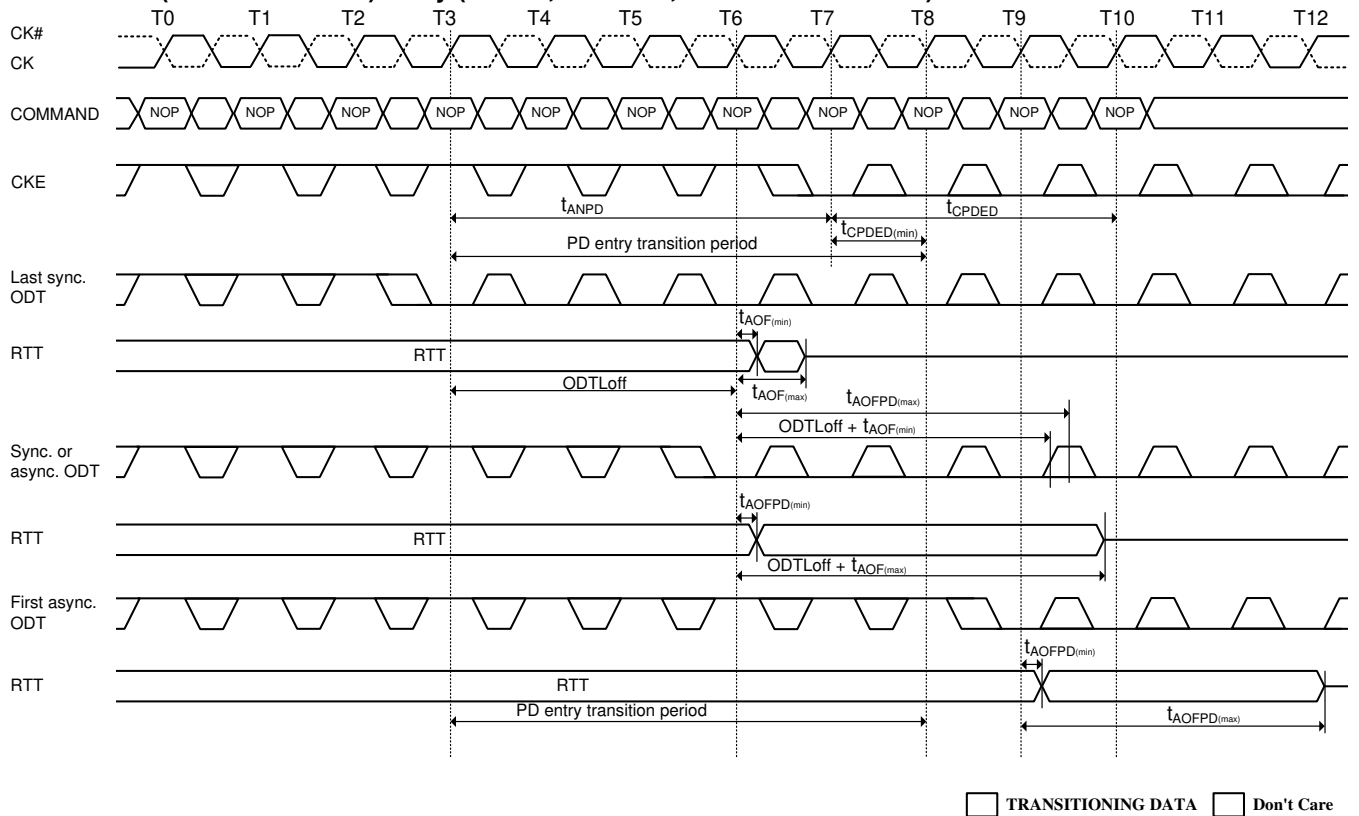 T0 T1 T2 T3 T4 T5 T6 T7 T8 T9 T10 T11 T12
CK#
CK
COMMAND NOP NOP NOP NOP NOP NOP NOP NOP NOP NOP NOP
CKE
tANPD tCPDED
tCPDED(min)
PD entry transition period
Last sync.
ODT
tAOF(min)
RTT RTT
ODTLoff
tAOF(max)
tAOFPD(max)
ODTLoff + tAOF(min)
Sync. or
async. ODT
tAOFPD(min)
RTT RTT
ODTLoff + tAOF(max)
First async.
ODT
tAOFPD(min)
RTT RTT
PD entry transition period
tAOFPD(max)
TRANSITIONING DATA Don't Care